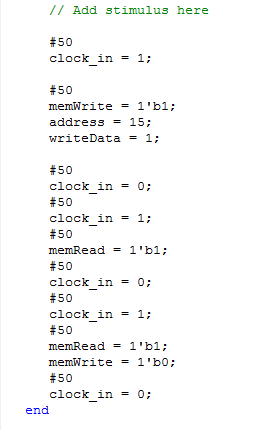 // Add stimulus here
#50
clock_in = 1;
#50
memWrite = 1'b1;
address = 15;
writeData = 1;
#50
clock_in = 0;
#50
clock_in = 1;
#50
memRead = 1'b1;
#50
clock_in = 0;
#50
clock_in = 1;
#50
memRead = 1'b1;
memWrite = 1'b0;
#50
clock_in = 0;
end